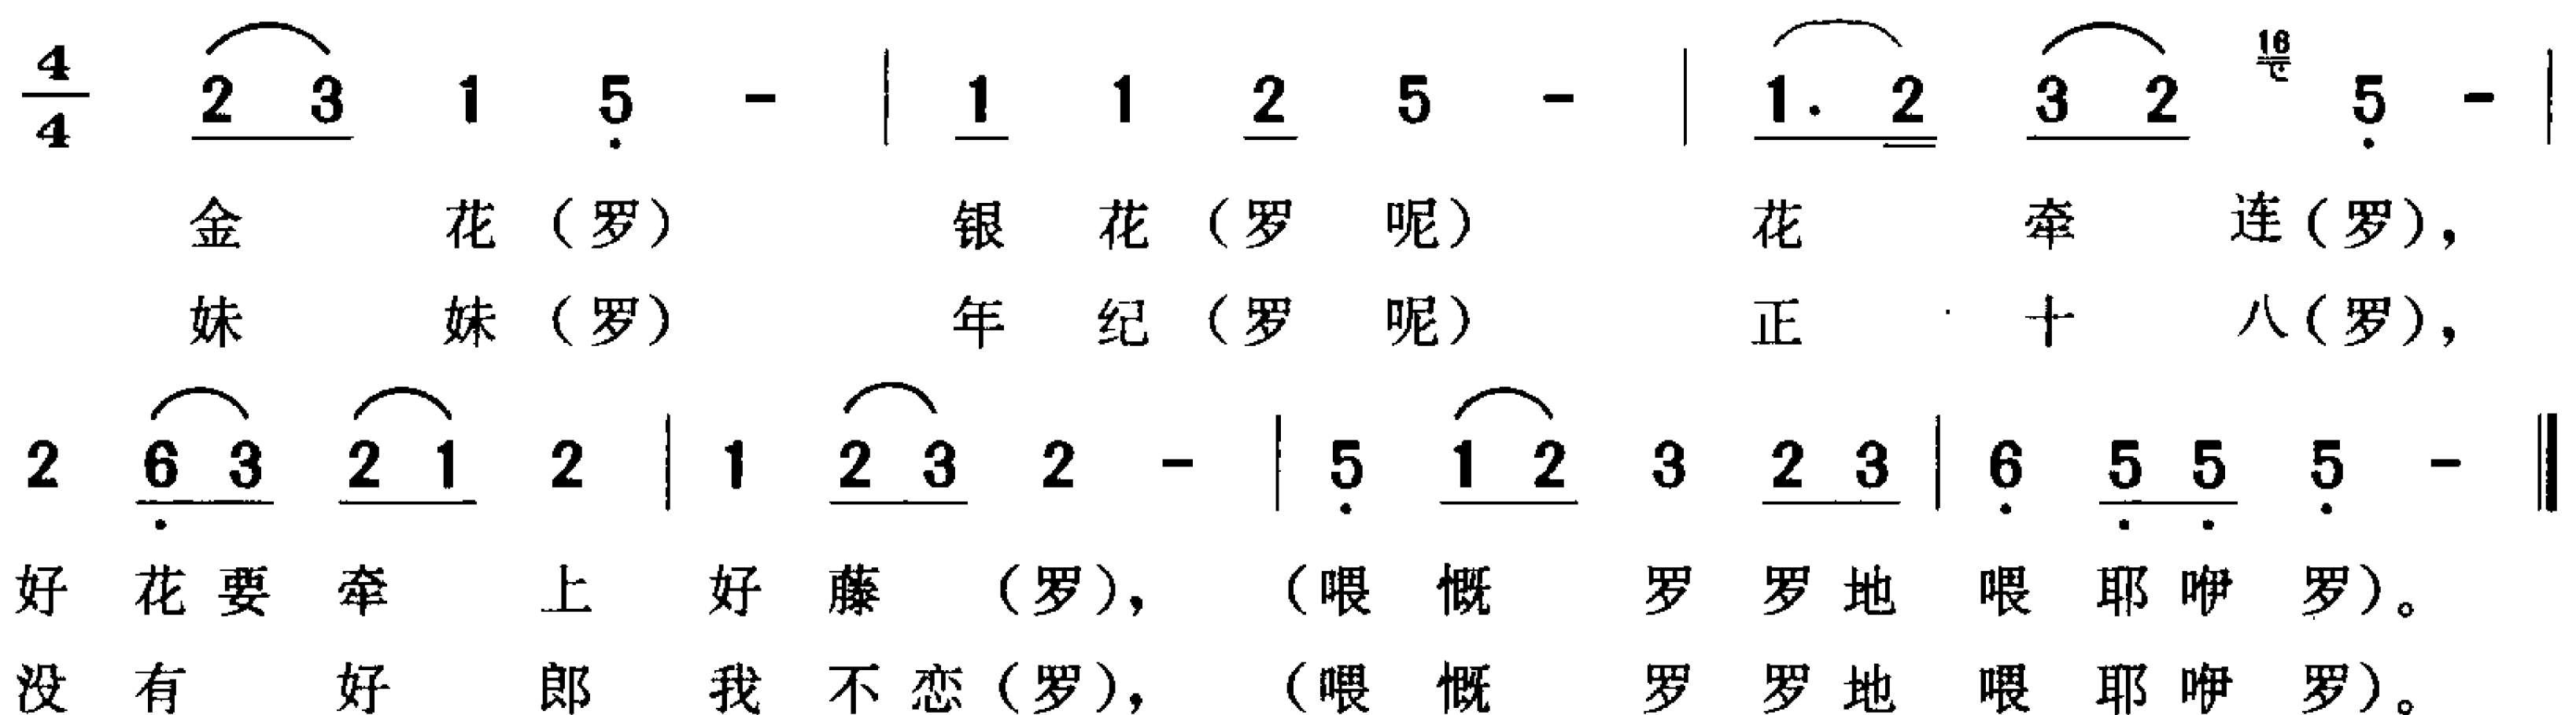 4/4 2 3 1 5 - | 1 1 2 5 - | 1. 2 3 2 16 5 - |
金 花（罗） 银 花（罗 呢） 花 牵 连（罗），
妹 妹（罗） 年 纪（罗 呢） 正 十 八（罗），
2 6 3 2 1 2 | 1 2 3 2 - | 5 1 2 3 2 3 | 6 5 5 5 - ‖
好 花 要 牵 上 好 藤 （罗），（喂 慨 罗 罗 地 喂 耶 咿 罗）。
没 有 好 郎 我 不 恋（罗），（喂 慨 罗 罗 地 喂 耶 咿 罗）。